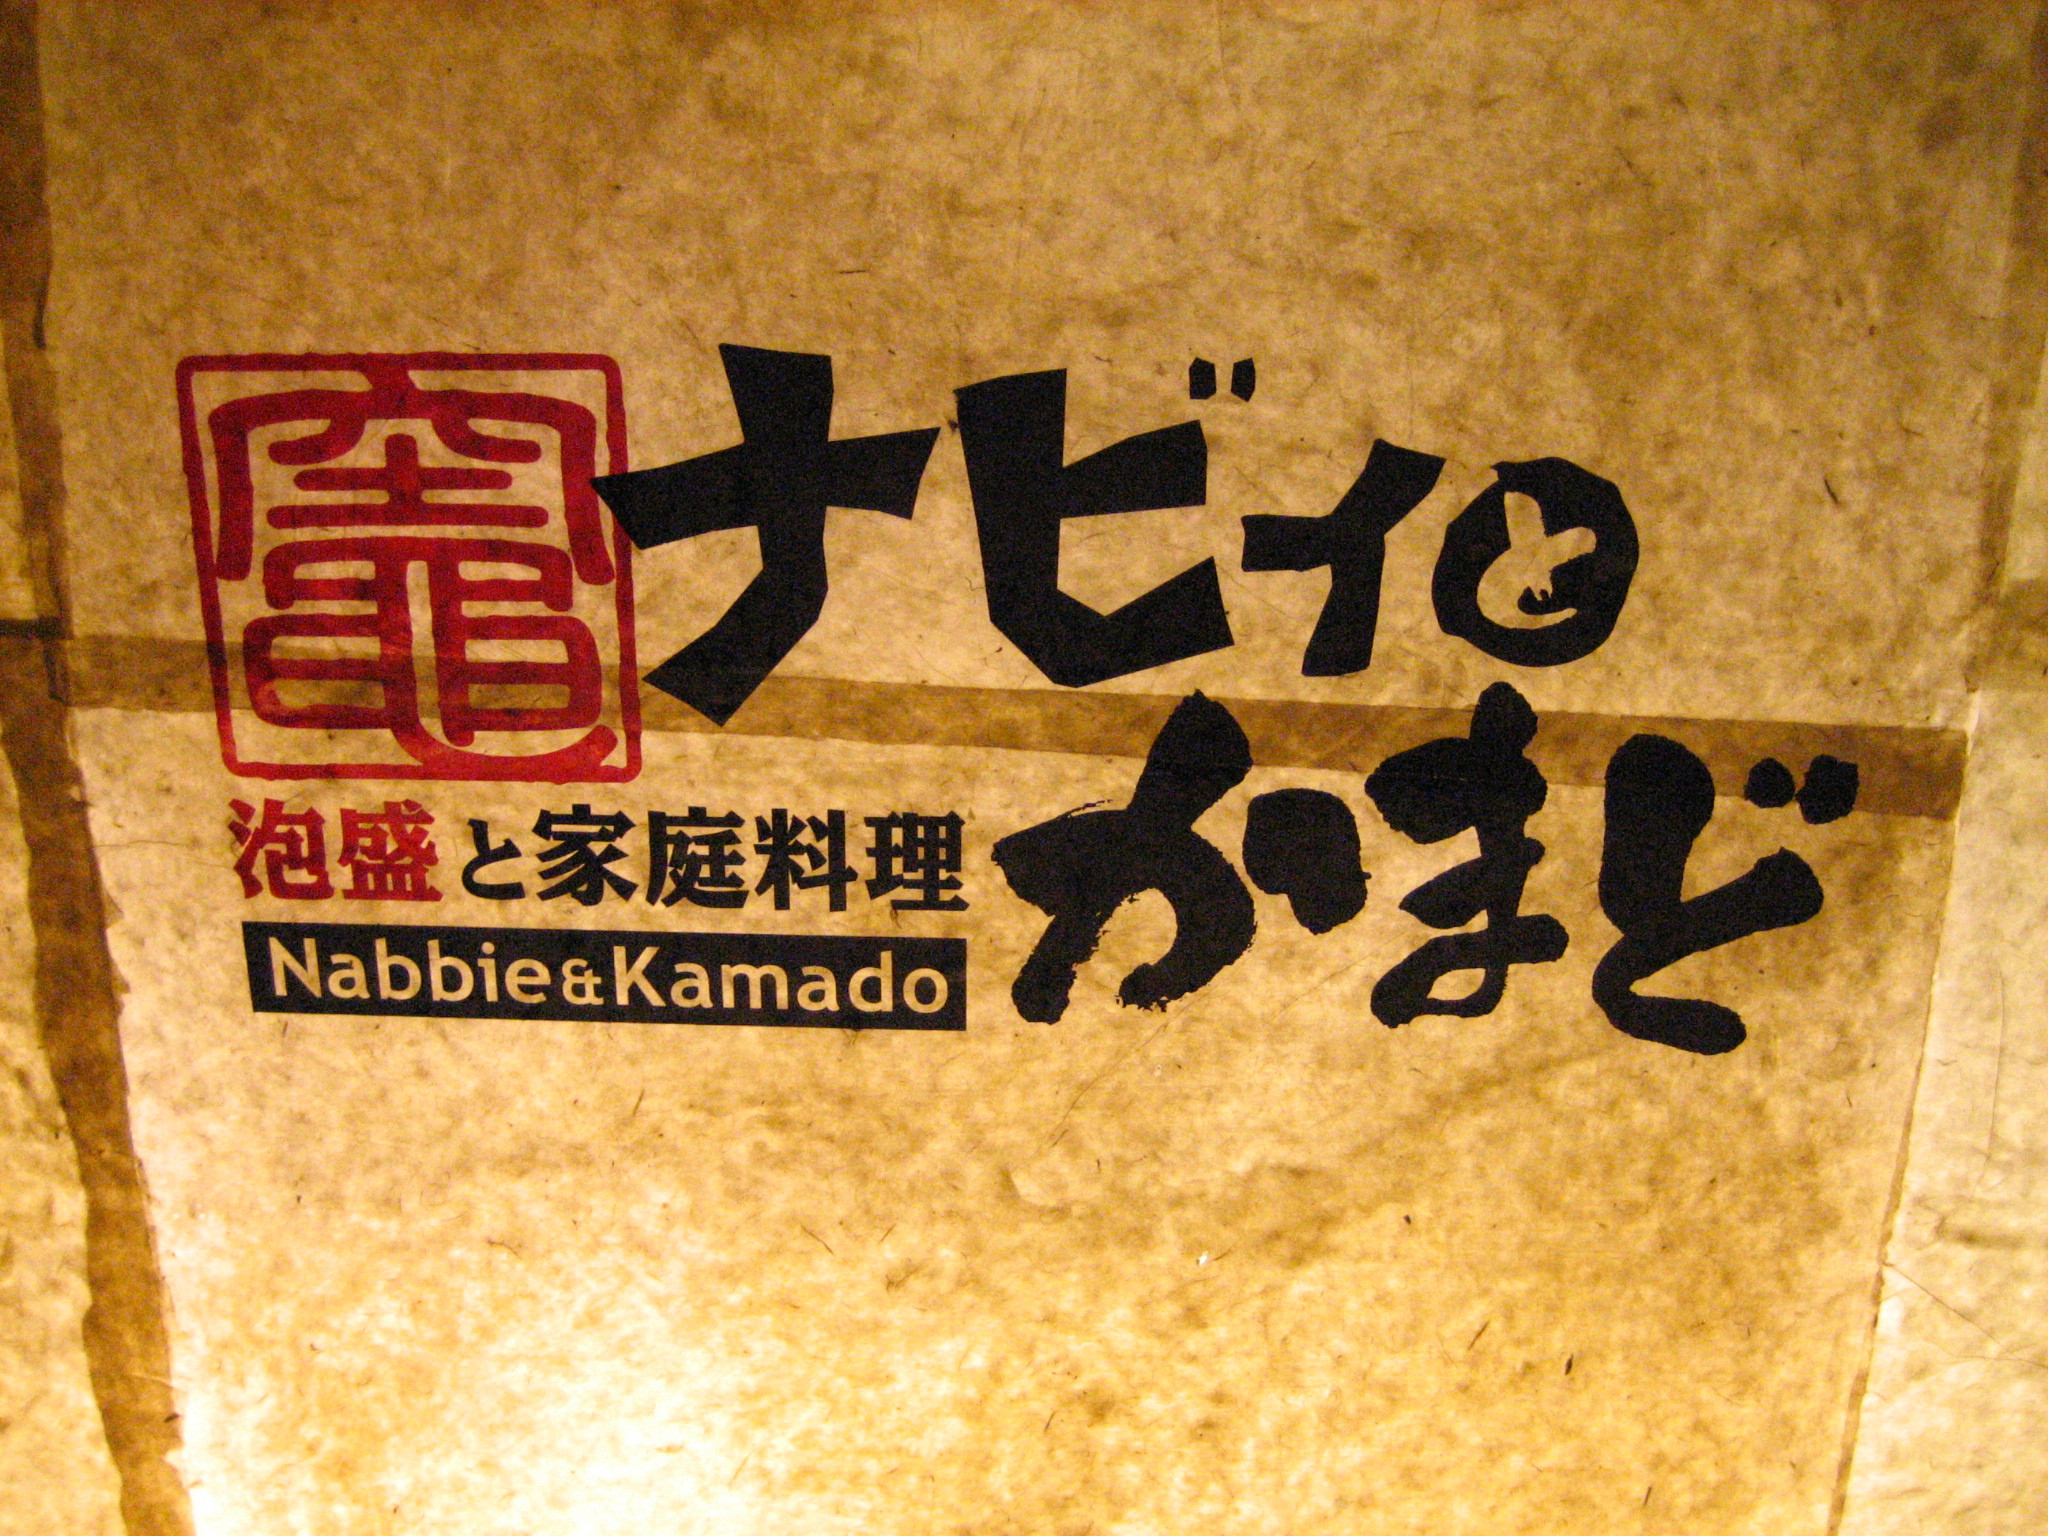 竈
ナビィと
かまど
泡盛と家庭料理
Nabbie&Kamado